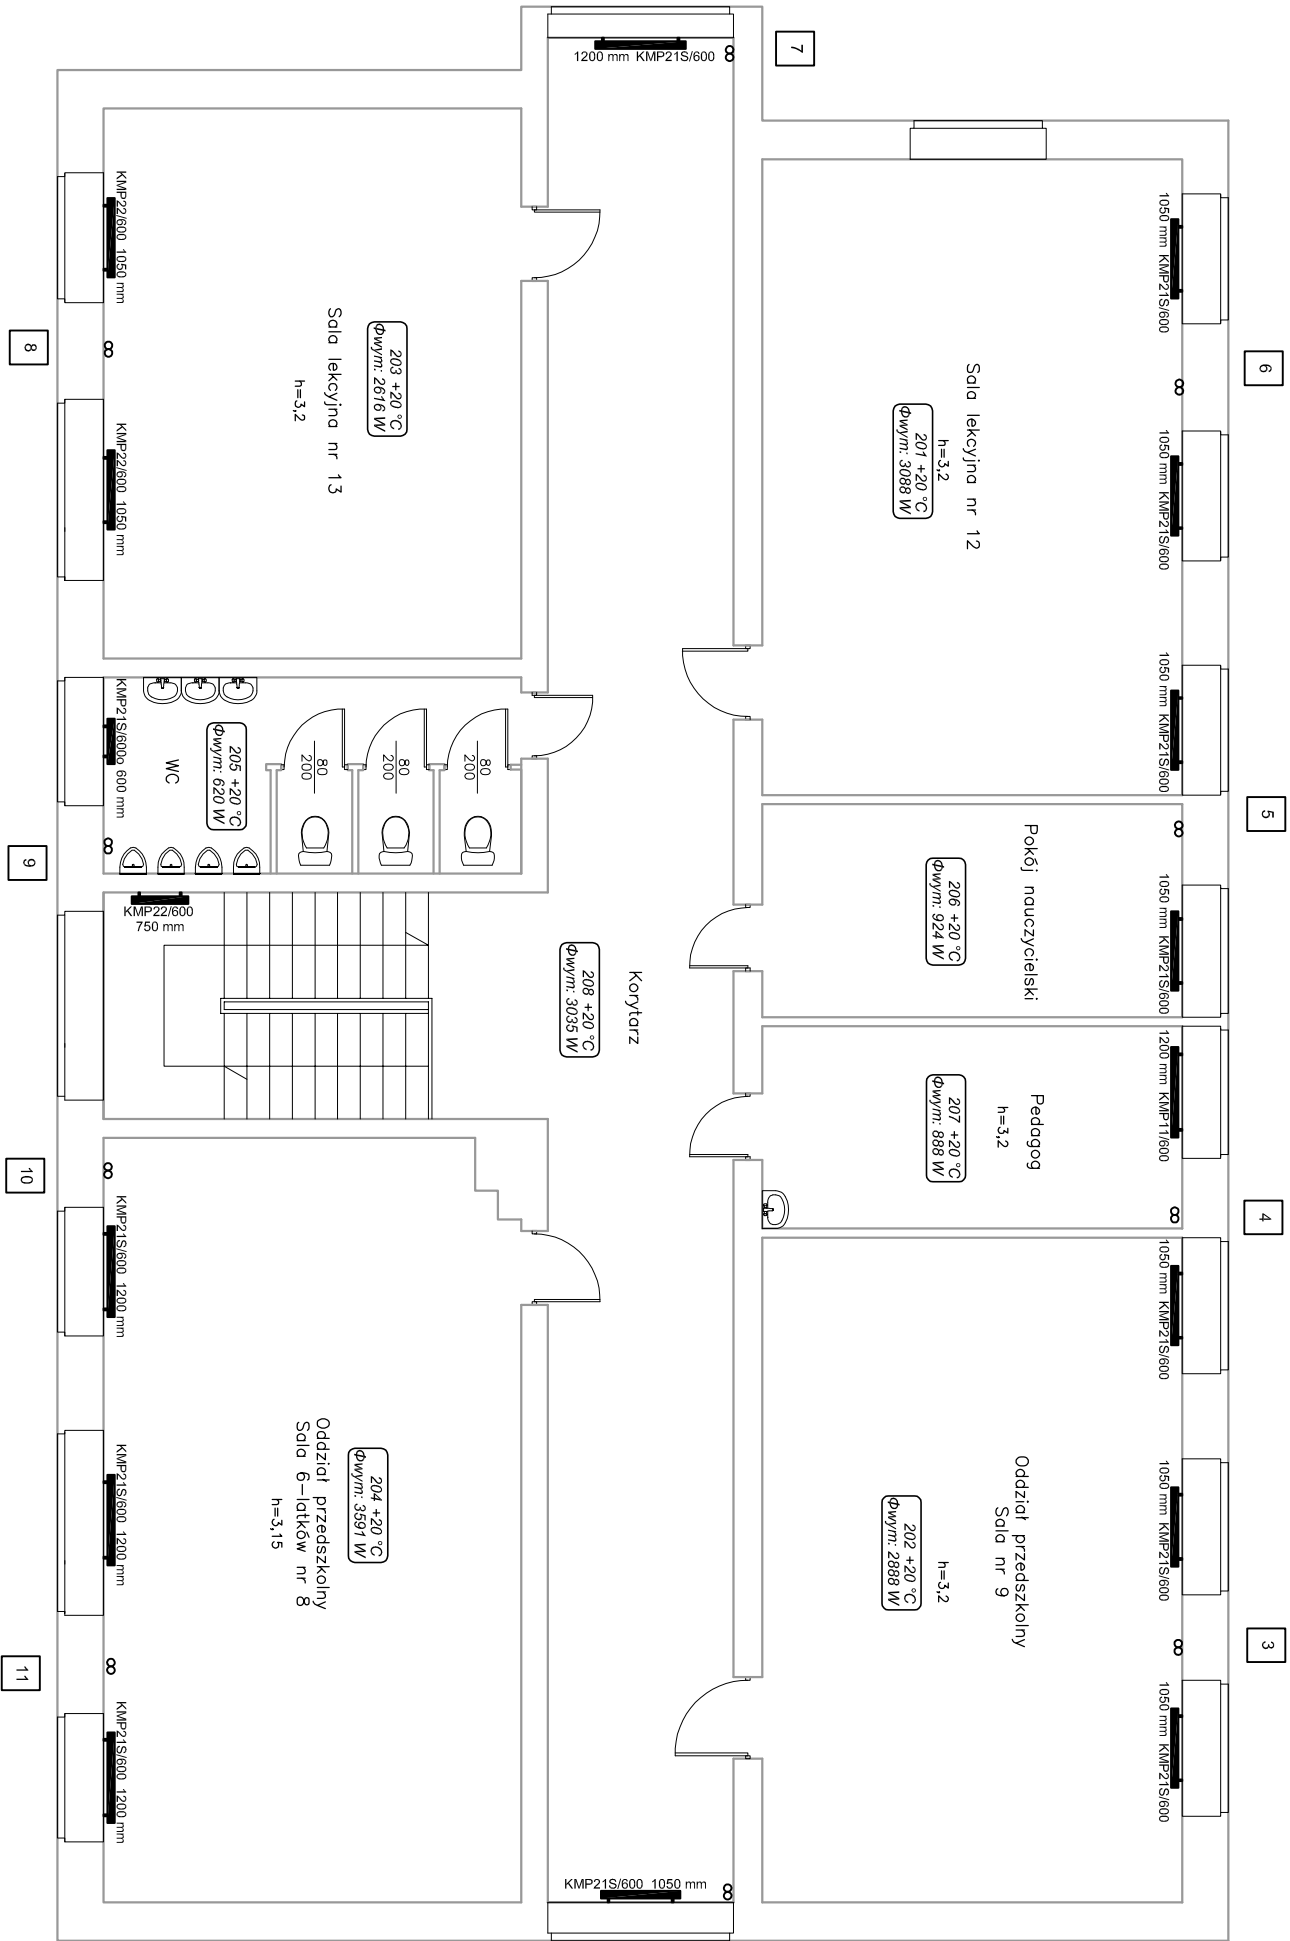 7
1200 mm KMP21S/600
6
1050 mm KMP21S/600
1050 mm KMP21S/600
1050 mm KMP21S/600
Sala lekcyjna nr 12
h=3,2
201 +20 °C
Φwym: 3088 W
5
1050 mm KMP21S/600
Pokój nauczycielski
206 +20 °C
Φwym: 924 W
1200 mm KMP11/600
Pedagog
h=3,2
207 +20 °C
Φwym: 888 W
4
1050 mm KMP21S/600
1050 mm KMP21S/600
3
1050 mm KMP21S/600
Oddział przedszkolny
Sala nr 9
h=3,2
202 +20 °C
Φwym: 2888 W
Korytarz
208 +20 °C
Φwym: 3035 W
KMP21S/600 1050 mm
203 +20 °C
Φwym: 2616 W
Sala lekcyjna nr 13
h=3,2
KMP22/600 1050 mm
KMP22/600 1050 mm
8
80
200
80
200
80
200
205 +20 °C
Φwym: 620 W
WC
KMP21S/600o 600 mm
9
KMP22/600
750 mm
204 +20 °C
Φwym: 3591 W
Oddział przedszkolny
Sala 6-latków nr 8
h=3,15
10
KMP21S/600 1200 mm
KMP21S/600 1200 mm
11
KMP21S/600 1200 mm